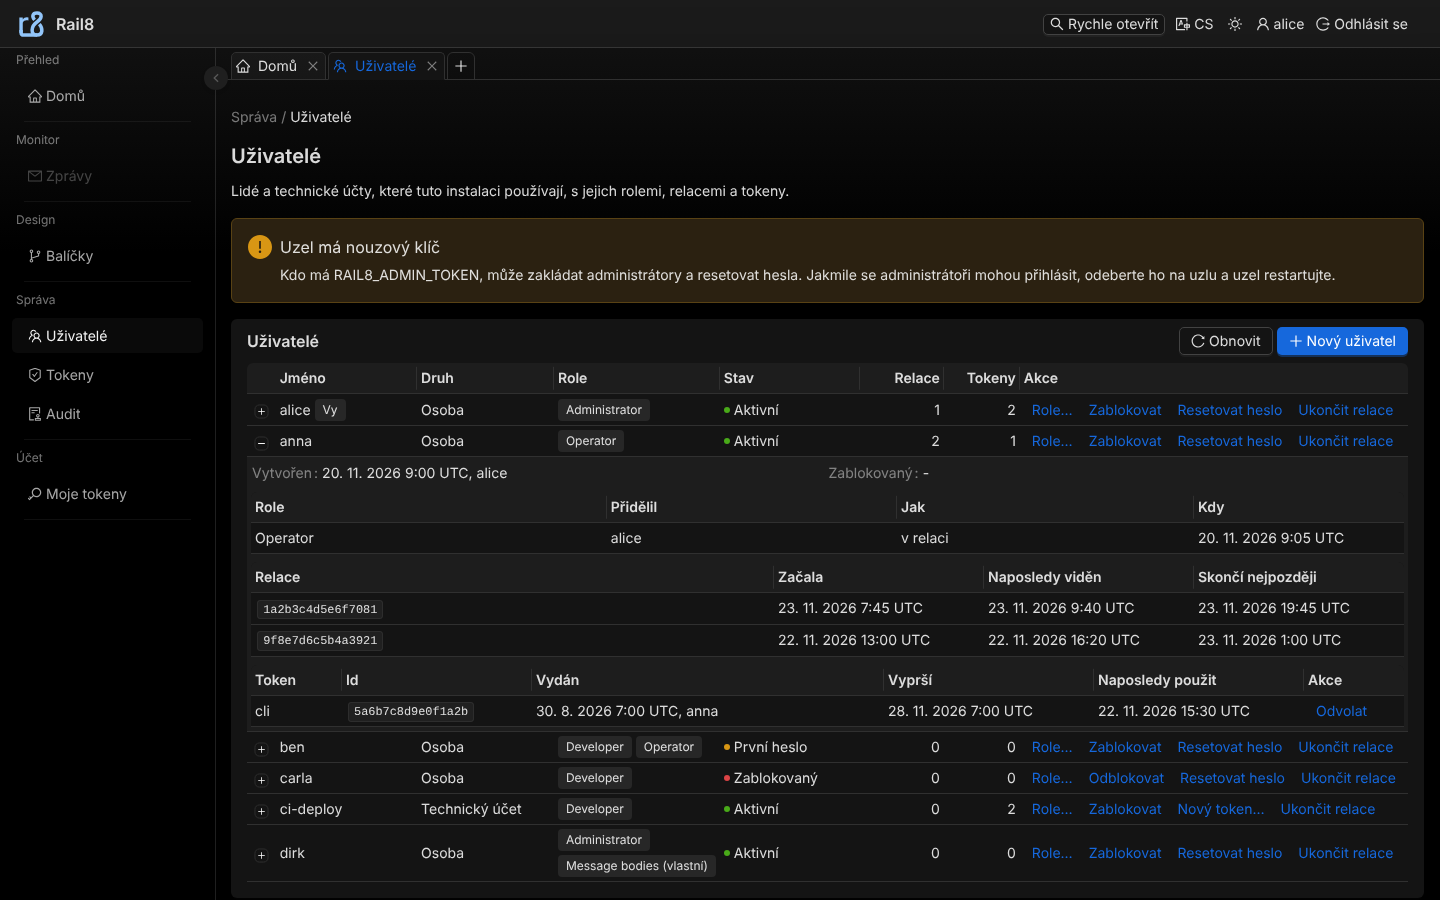 Rail8
Rychle otevřít
CS
alice
Odhlásit se
Přehled
Domů
Monitor
Zprávy
Design
Balíčky
Správa
Uživatelé
Tokeny
Audit
Účet
Moje tokeny
Domů
Uživatelé
Správa / Uživatelé
Uživatelé
Lidé a technické účty, které tuto instalaci používají, s jejich rolemi, relacemi a tokeny.
Uzel má nouzový klíč
Kdo má RAIL8_ADMIN_TOKEN, může zakládat administrátory a resetovat hesla. Jakmile se administrátoři mohou přihlásit, odeberte ho na uzlu a uzel restartujte.
Uživatelé
Obnovit
Nový uživatel
Jméno Druh Role Stav Relace Tokeny Akce
alice Vy Osoba Administrator Aktivní 1 2 Role... Zablokovat Resetovat heslo Ukončit relace
anna Osoba Operator Aktivní 2 1 Role... Zablokovat Resetovat heslo Ukončit relace
Vytvořen: 20. 11. 2026 9:00 UTC, alice Zablokovaný: -
Role Přidělil Jak Kdy
Operator alice v relaci 20. 11. 2026 9:05 UTC
Relace Začala Naposledy viděn Skončí nejpozději
1a2b3c4d5e6f7081 23. 11. 2026 7:45 UTC 23. 11. 2026 9:40 UTC 23. 11. 2026 19:45 UTC
9f8e7d6c5b4a3921 22. 11. 2026 13:00 UTC 22. 11. 2026 16:20 UTC 23. 11. 2026 1:00 UTC
Token Id Vydán Vyprší Naposledy použit Akce
cli 5a6b7c8d9e0f1a2b 30. 8. 2026 7:00 UTC, anna 28. 11. 2026 7:00 UTC 22. 11. 2026 15:30 UTC Odvolat
ben Osoba Developer Operator První heslo 0 0 Role... Zablokovat Resetovat heslo Ukončit relace
carla Osoba Developer Zablokovaný 0 0 Role... Odblokovat Resetovat heslo Ukončit relace
ci-deploy Technický účet Developer Aktivní 0 2 Role... Zablokovat Nový token... Ukončit relace
dirk Osoba Administrator Message bodies (vlastní) Aktivní 0 0 Role... Zablokovat Resetovat heslo Ukončit relace